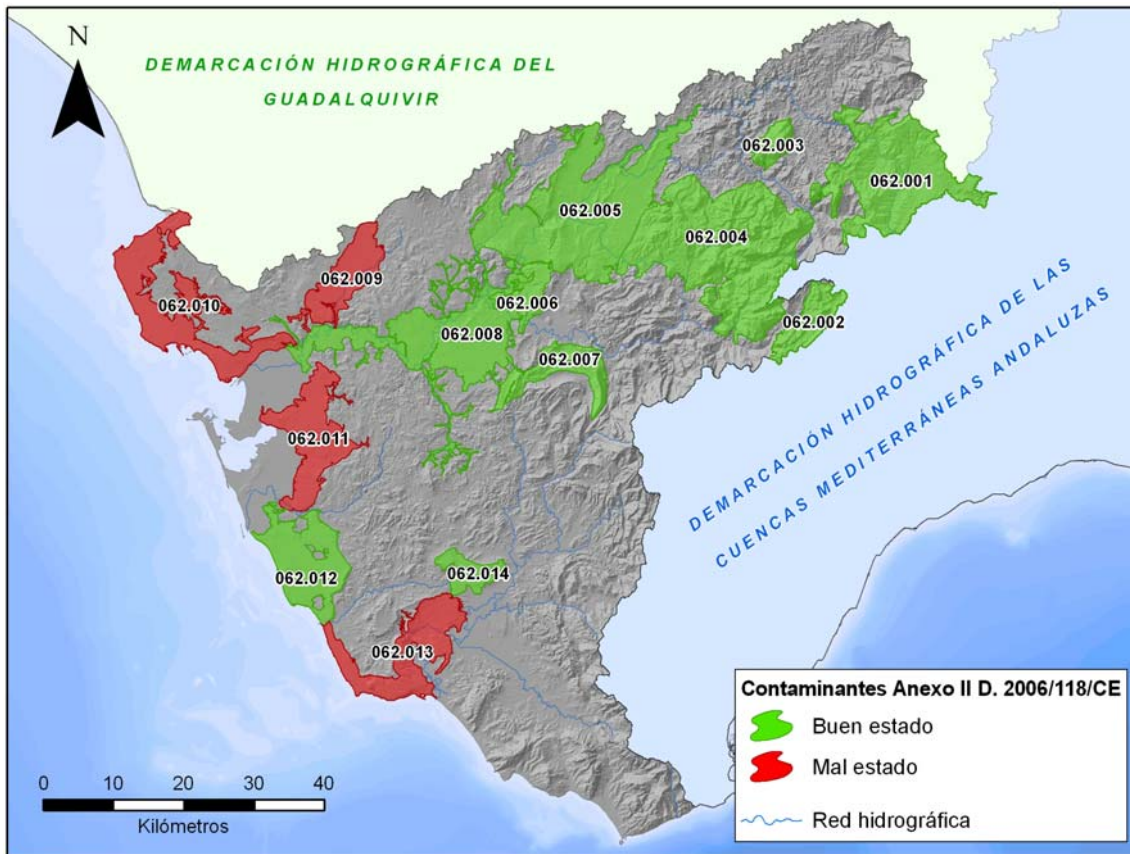 N
DEMARCACIÓN HIDROGRÁFICA DEL
GUADALQUIVIR
062.003
062.001
062.005
062.004
062.009
062.010
062.006
062.008
062.002
062.007
062.011
DEMARCACIÓN HIDROGRÁFICA DE LAS
CUENCAS MEDITERRÁNEAS ANDALUZAS
062.012
062.014
062.013
Contaminantes Anexo II D. 2006/118/CE
Buen estado
Mal estado
Red hidrográfica
0 10 20 30 40
Kilómetros